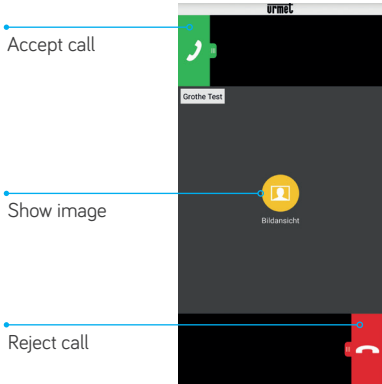 urmet
Accept call
Grothe Test
Show image
Bildansicht
Reject call